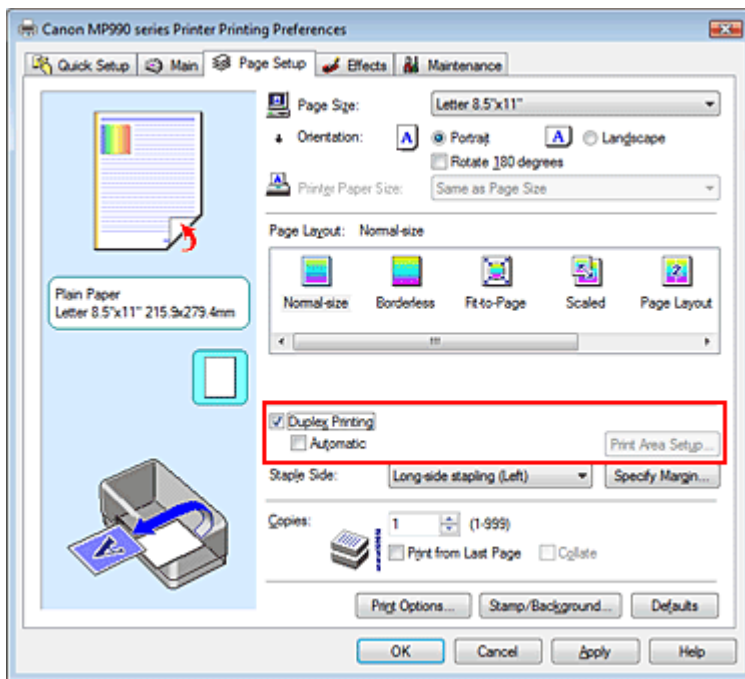 Canon MP990 series Printer Printing Preferences
Quick Setup Main Page Setup Effects Maintenance
Page Size: Letter 8.5"x11"
Orientation: A Portrait A Landscape
Rotate 180 degrees
Printer Paper Size: Same as Page Size
Page Layout: Normal-size
Normal-size Borderless Fit-to-Page Scaled Page Layout
Plain Paper
Letter 8.5"x11" 215.9x279.4mm
Duplex Printing
Automatic Print Area Setup...
Staple Side: Long-side stapling (Left) Specify Margin...
Copies: 1 (1-999)
Print from Last Page Collate
Print Options... Stamp/Background... Defaults
OK Cancel Apply Help